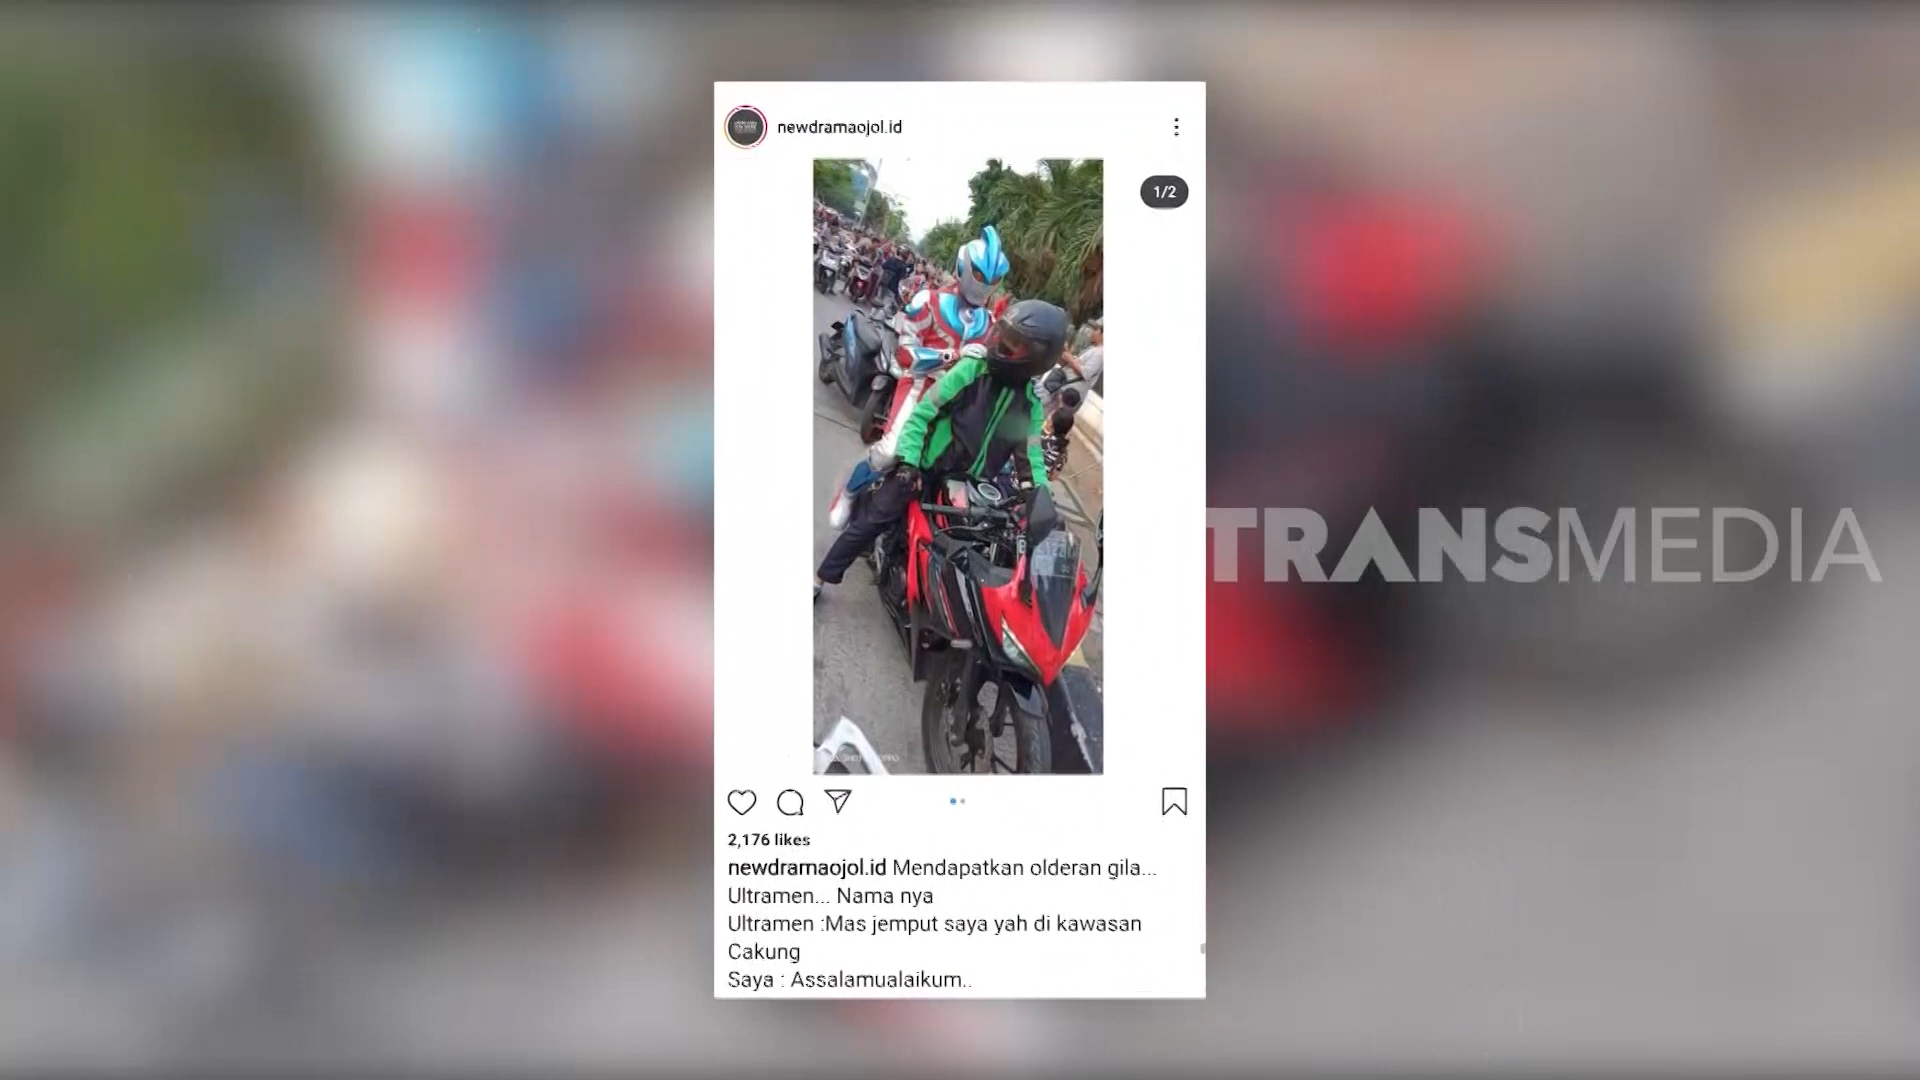 newdramaojol.id
1/2
TRANSMEDIA
2,176 likes
newdramaojol.id Mendapatkan olderan gila...
Ultramen... Nama nya
Ultramen :Mas jemput saya yah di kawasan
Cakung
Saya : Assalamualaikum..